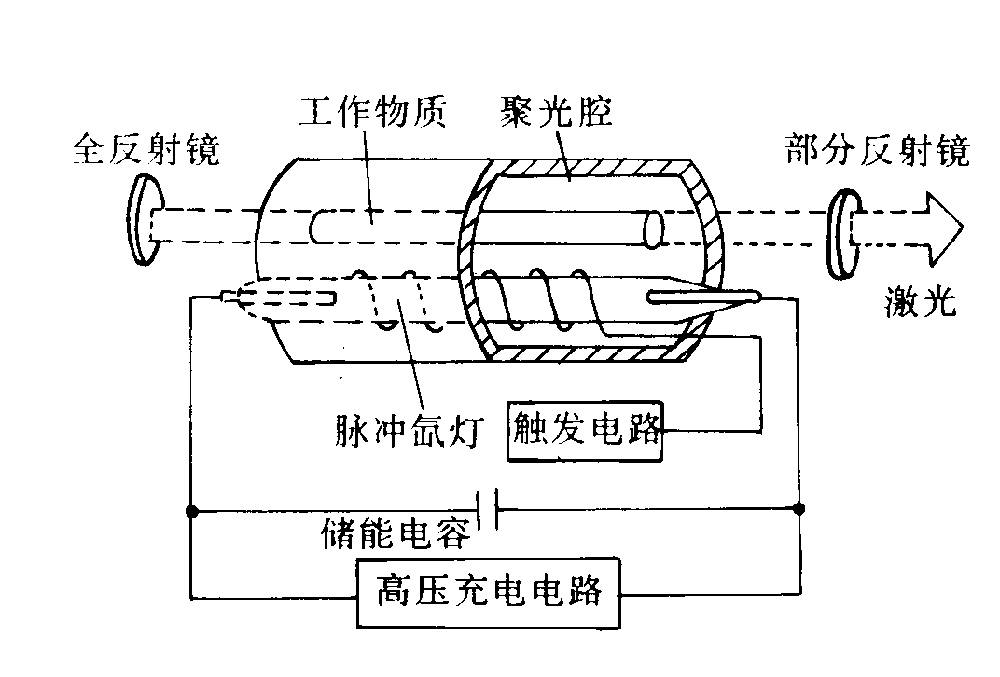 工作物质
聚光腔
全反射镜
部分反射镜
激光
脉冲氙灯
触发电路
储能电容
高压充电电路